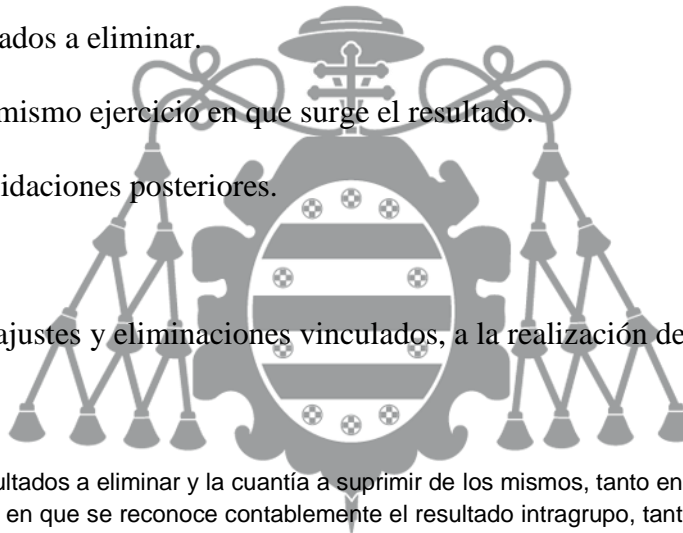 ados a eliminar.
mismo ejercicio en que surge el resultado.
idaciones posteriores.
ajustes y eliminaciones vinculados, a la realización de
ultados a eliminar y la cuantía a suprimir de los mismos, tanto en
en que se reconoce contablemente el resultado intragrupo, tant